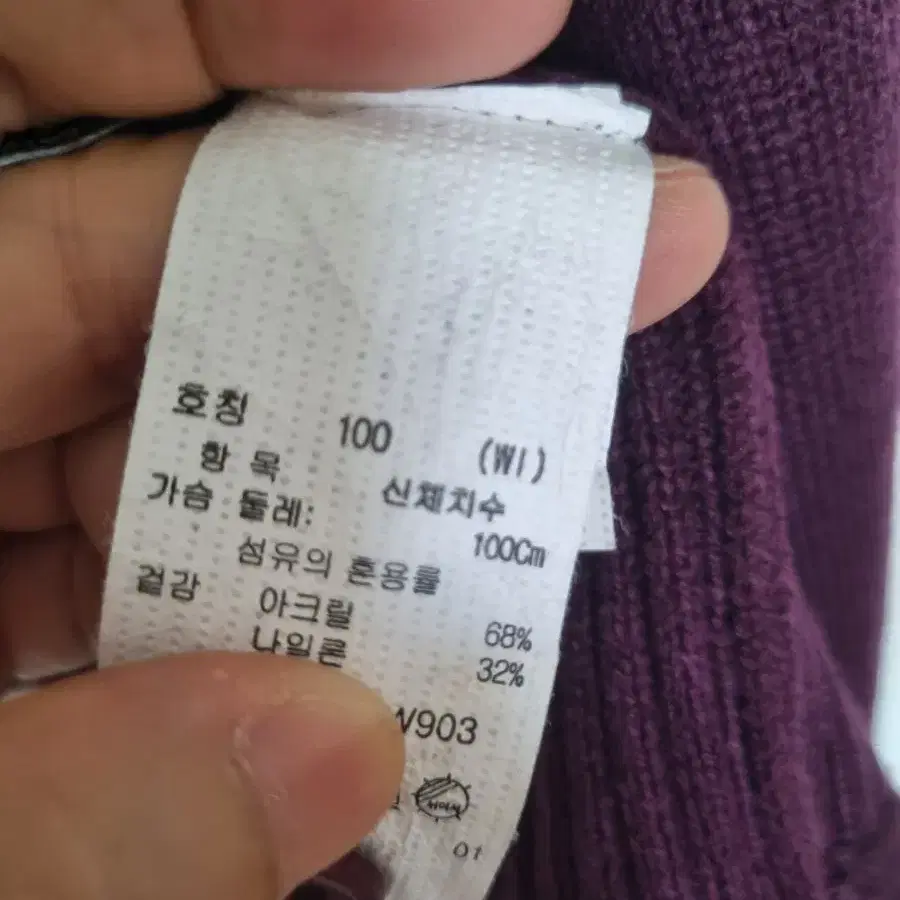 호칭 100 (WI)
항 목 신체치수
가슴 둘레: 100Cm
섬유의 혼용률
겉감 아크릴 68%
나일론 32%
W903
01